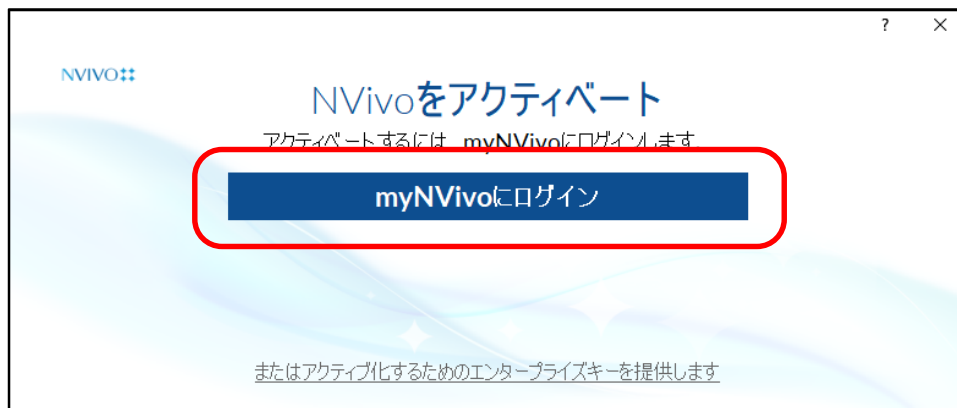 ? ×
NVIVO
NVivoをアクティベート
アクティベートするには、myNVivoにログインします。
myNVivoにログイン
またはアクティブ化するためのエンタープライズキーを提供します